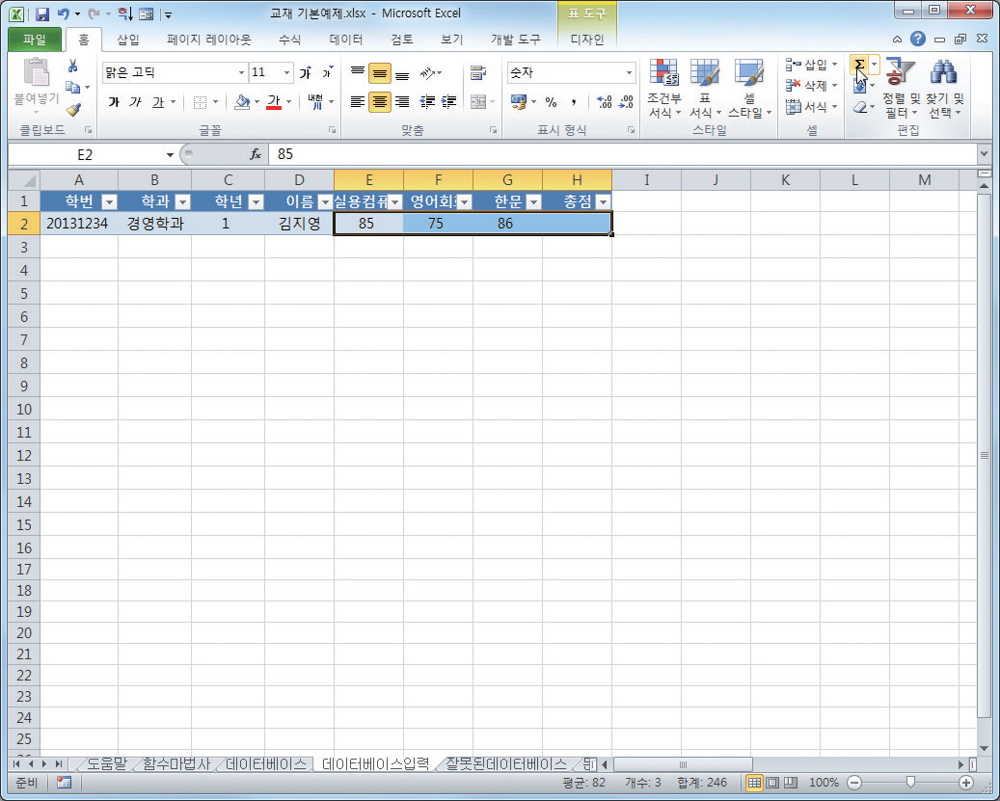 교재 기본예제.xlsx - Microsoft Excel
표 도구
파일 홈 삽입 페이지 레이아웃 수식 데이터 검토 보기 개발 도구 디자인
붙여넣기
클립보드
맑은 고딕 11 가 가
가 가 가 가 내천
글꼴
맞춤
숫자
% ,
표시 형식
조건부 서식 표 서식 셀 스타일
스타일
삽입
삭제
서식
셀
Σ
정렬 및 필터 찾기 및 선택
편집
E2 fx 85
A B C D E F G H I J K L M
1 학번 학과 학년 이름 실용컴퓨 영어회 한문 총점
2 20131234 경영학과 1 김지영 85 75 86
3
4
5
6
7
8
9
10
11
12
13
14
15
16
17
18
19
20
21
22
23
24
25
도움말 함수마법사 데이터베이스 데이터베이스입력 잘못된데이터베이스
준비 평균: 82 개수: 3 합계: 246 100%